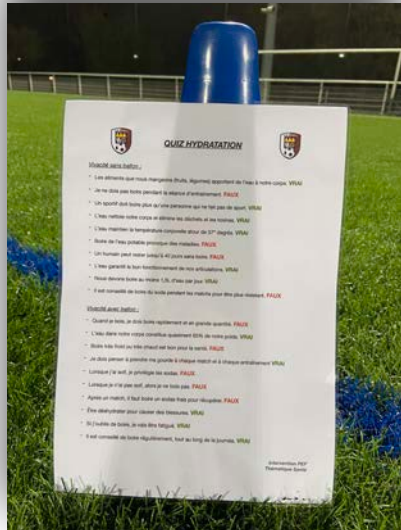 QUIZ HYDRATATION
Vivacité sans ballon :
- Les aliments que nous mangeons (fruits, légumes) apportent de l'eau à notre corps. VRAI
- Je ne dois pas boire pendant la séance d'entrainement. FAUX
- Un sportif doit boire plus qu'une personne qui ne fait pas de sport. VRAI
- L'eau nettoie notre corps et élimine les déchets et les toxines. VRAI
- L'eau maintien la température corporelle atour de 37° degrés. VRAI
- Boire de l'eau potable provoque des maladies. FAUX
- Un humain peut rester jusqu'à 40 jours sans boire. FAUX
- L'eau garantit le bon fonctionnement de nos articulations. VRAI
- Nous devons boire au moins 1,5L d'eau par jour. VRAI
- Il est conseillé de boire du soda pendant les matchs pour être plus résistant. FAUX
Vivacité avec ballon :
- Quand je bois, je dois boire rapidement et en grande quantité. FAUX
- L'eau dans notre corps constitue quasiment 65% de notre poids. VRAI
- Boire très froid ou très chaud est bon pour la santé. FAUX
- Je dois penser à prendre ma gourde à chaque match et à chaque entraînement VRAI
- Lorsque j'ai soif, je privilégie les sodas. FAUX
- Lorsque je n'ai pas soif, alors je ne bois pas. FAUX
- Après un match, il faut boire un sodas frais pour récupérer. FAUX
- Être déshydrater peut causer des blessures. VRAI
- Si j'oublie de boire, je vais être fatigué. VRAI
- Il est conseillé de boire régulièrement, tout au long de la journée. VRAI
Intervention PEF
Thématique Santé